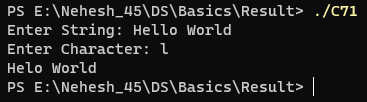 PS E:\Nehesh_45\DS\Basics\Result> ./C71
Enter String: Hello World
Enter Character: l
Helo World
PS E:\Nehesh_45\DS\Basics\Result>